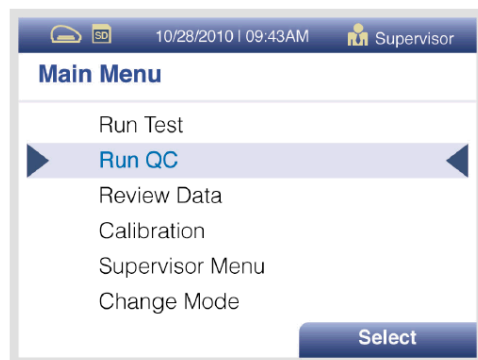 SD 10/28/2010 | 09:43AM Supervisor
Main Menu
Run Test
Run QC
Review Data
Calibration
Supervisor Menu
Change Mode
Select